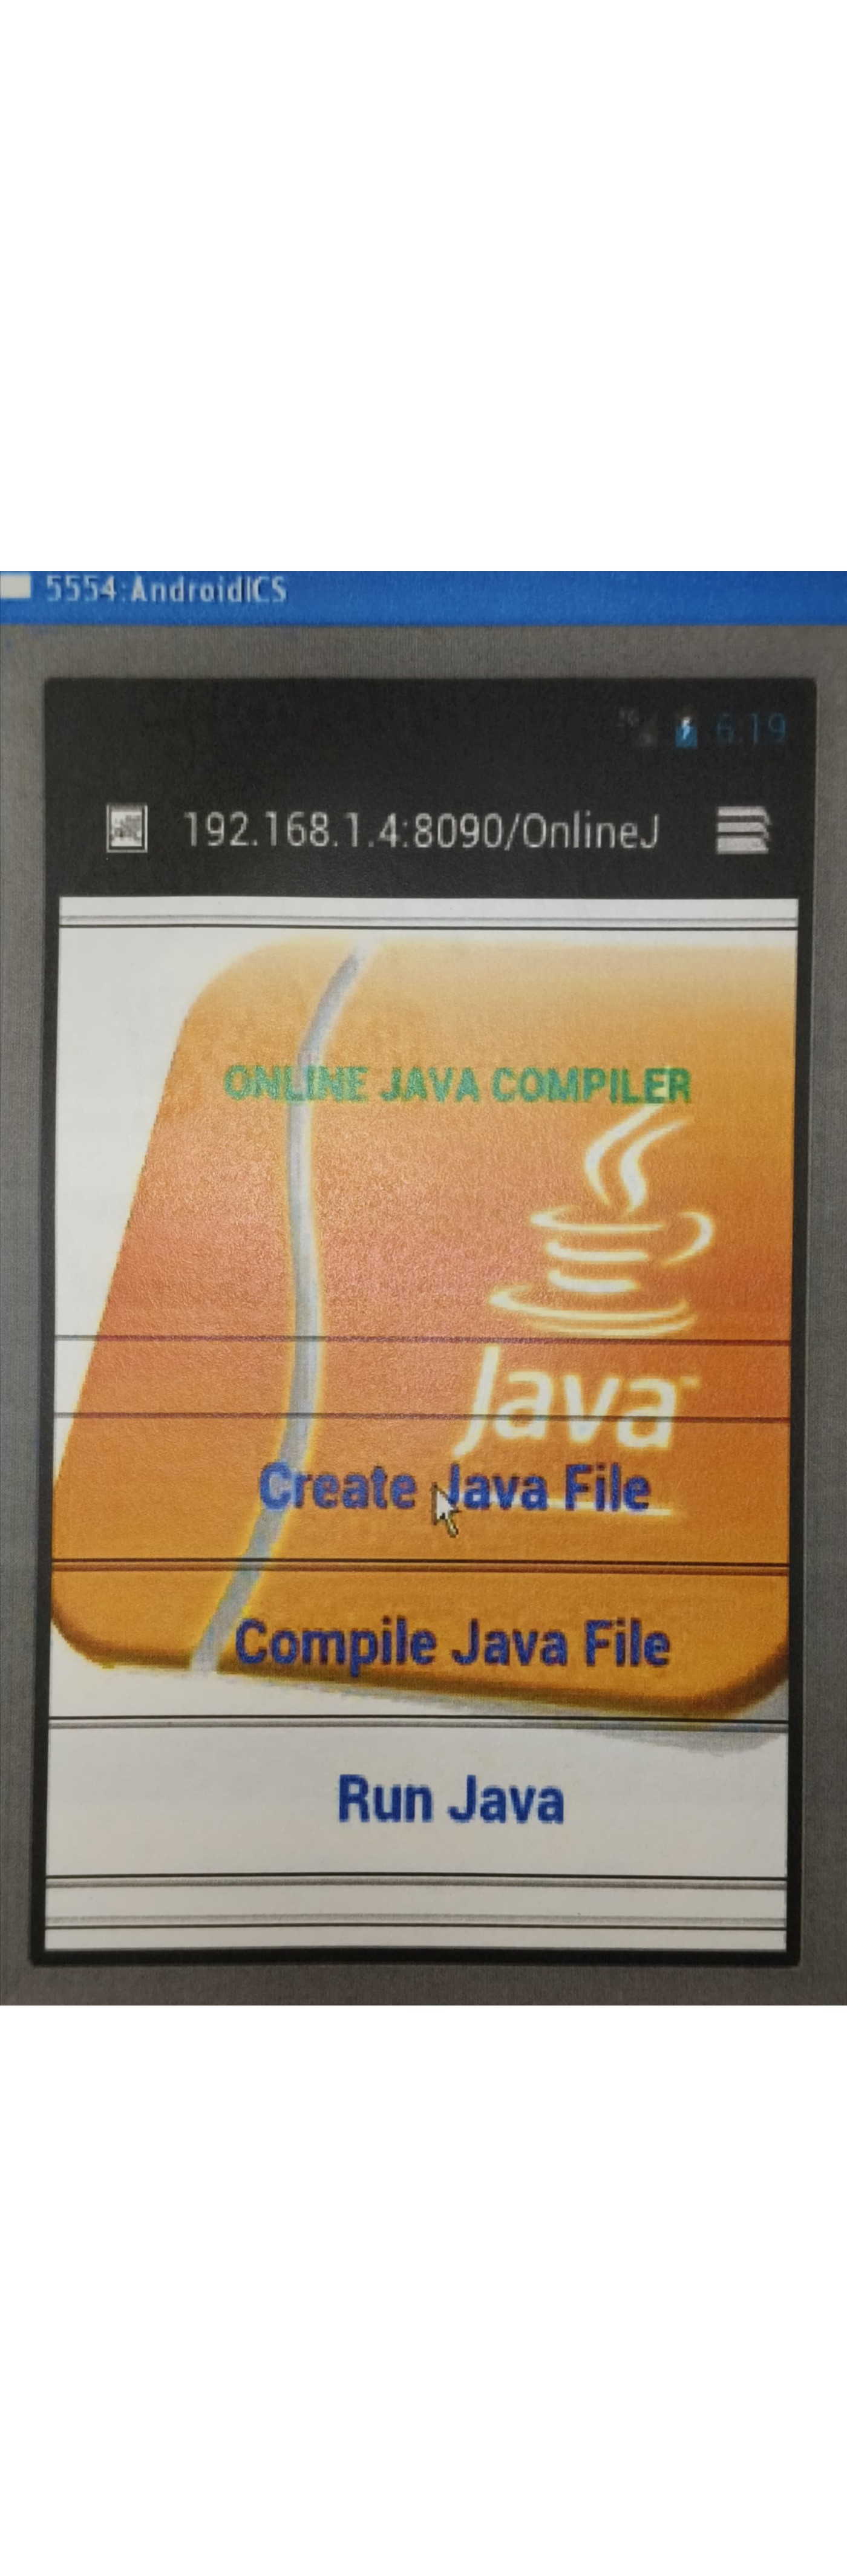 5554:AndroidICS
6:19
192.168.1.4:8090/OnlineJ
ONLINE JAVA COMPILER
Java
Create Java File
Compile Java File
Run Java